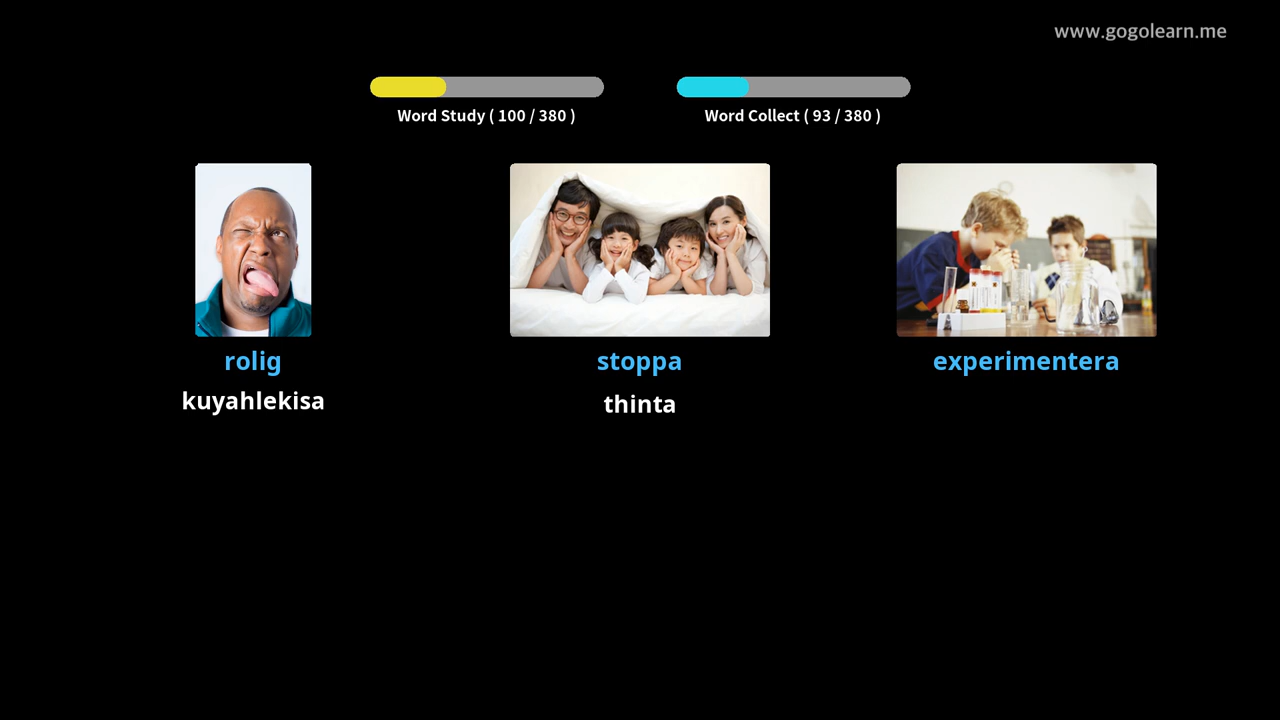 www.gogolearn.me
Word Study ( 100 / 380 )
Word Collect ( 93 / 380 )
rolig
stoppa
experimentera
kuyahlekisa
thinta